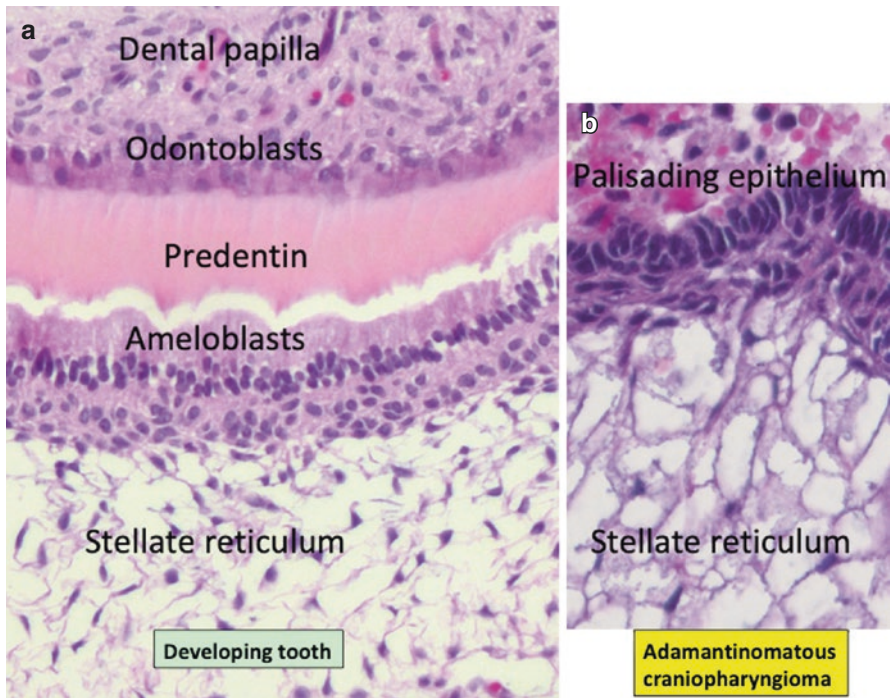 a
Dental papilla
Odontoblasts
Predentin
Ameloblasts
Stellate reticulum
Developing tooth
b
Palisading epithelium
Stellate reticulum
Adamantinomatous
craniopharyngioma